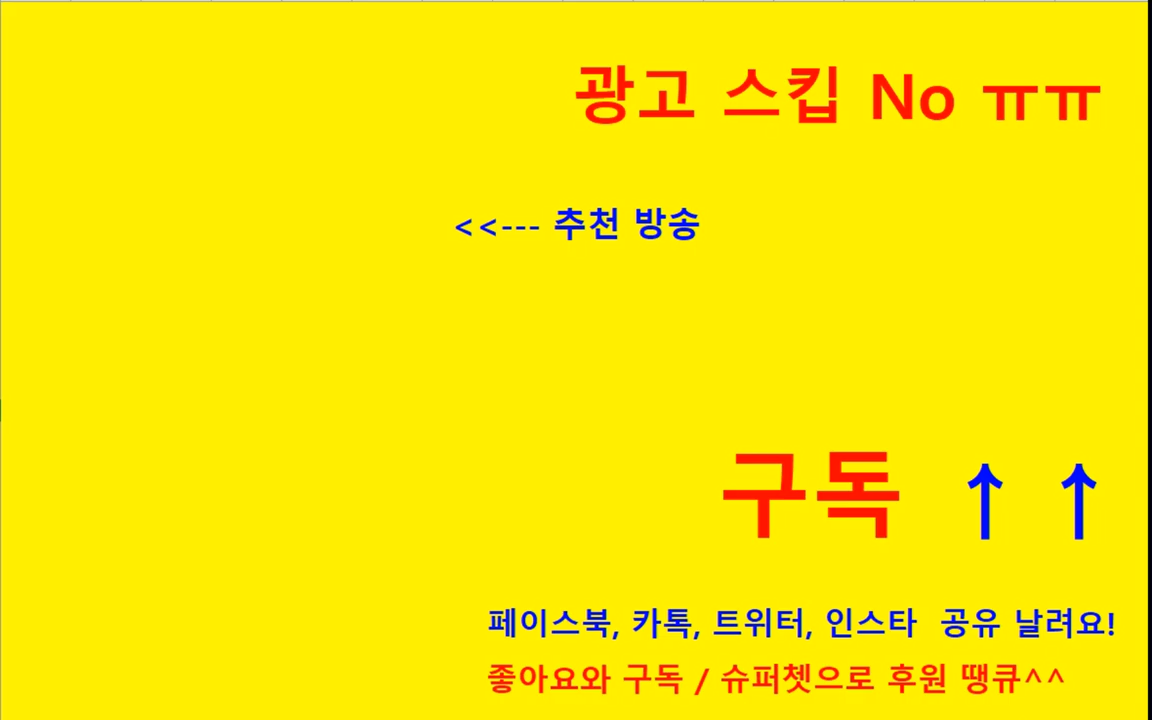 광고 스킵 No ㅠㅠ
<<--- 추천 방송
구독 ↑ ↑
페이스북, 카톡, 트위터, 인스타 공유 날려요!
좋아요와 구독 / 슈퍼쳇으로 후원 땡큐^^